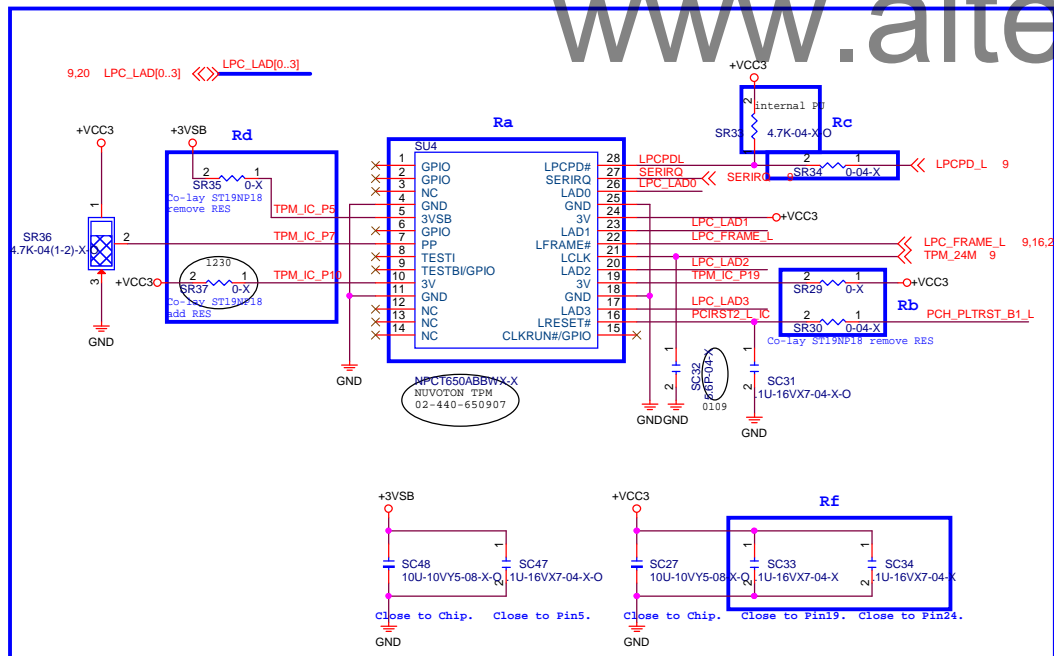 www.alte
9,20 LPC_LAD[0..3]
LPC_LAD[0..3]
+VCC3
+3VSB
Rd
2
1
SR35
0-X
Co-lay ST19NP18
remove RES
TPM_IC_P5
1
2
3
SR36
TPM_IC_P7
1230
+VCC3
2
1
SR37
0-X
TPM_IC_P10
Co-lay ST19NP18
add RES
GND
GND
Ra
SU4
1 GPIO
2 GPIO
3 NC
4 GND
5 3VSB
6 GPIO
7 PP
8 TESTI
9 TESTBI/GPIO
10 3V
11 GND
12 NC
13 NC
14 NC
LPCPD# 28
SERIRQ 27
LAD0 26
GND 25
3V 24
LAD1 23
LFRAME# 22
LCLK 21
LAD2 20
3V 19
GND 18
LAD3 17
LRESET# 16
CLKRUN#/GPIO 15
NPCT650ABBWX-X
NUVOTON TPM
02-440-650907
+VCC3
2
internal PU
SR33
4.7K-04-X-O
Rc
LPCPDL
2
1
SR34
0-04-X
LPCPD_L 9
SERIRQ
SERIRQ 9
LPC_LAD0
+VCC3
LPC_LAD1
LPC_FRAME_L
LPC_FRAME_L 9,16,2
TPM_24M 9
LPC_LAD2
TPM_IC_P19
2
1
SR29
0-X
+VCC3
Rb
LPC_LAD3
PCIRST2_L_IC
2
1
SR30
0-04-X
PCH_PLTRST_B1_L
Co-lay ST19NP18 remove RES
1
2
SC32
0109
1
2
SC31
.1U-16VX7-04-X-O
GND
GND
GND
+3VSB
SC48
10U-10VY5-08-X-O
1
2
SC47
.1U-16VX7-04-X-O
Close to Chip.
Close to Pin5.
GND
+VCC3
Rf
SC27
10U-10VY5-08-X-O
1
2
SC33
.1U-16VX7-04-X
1
2
SC34
.1U-16VX7-04-X
Close to Chip.
Close to Pin19.
Close to Pin24.
GND